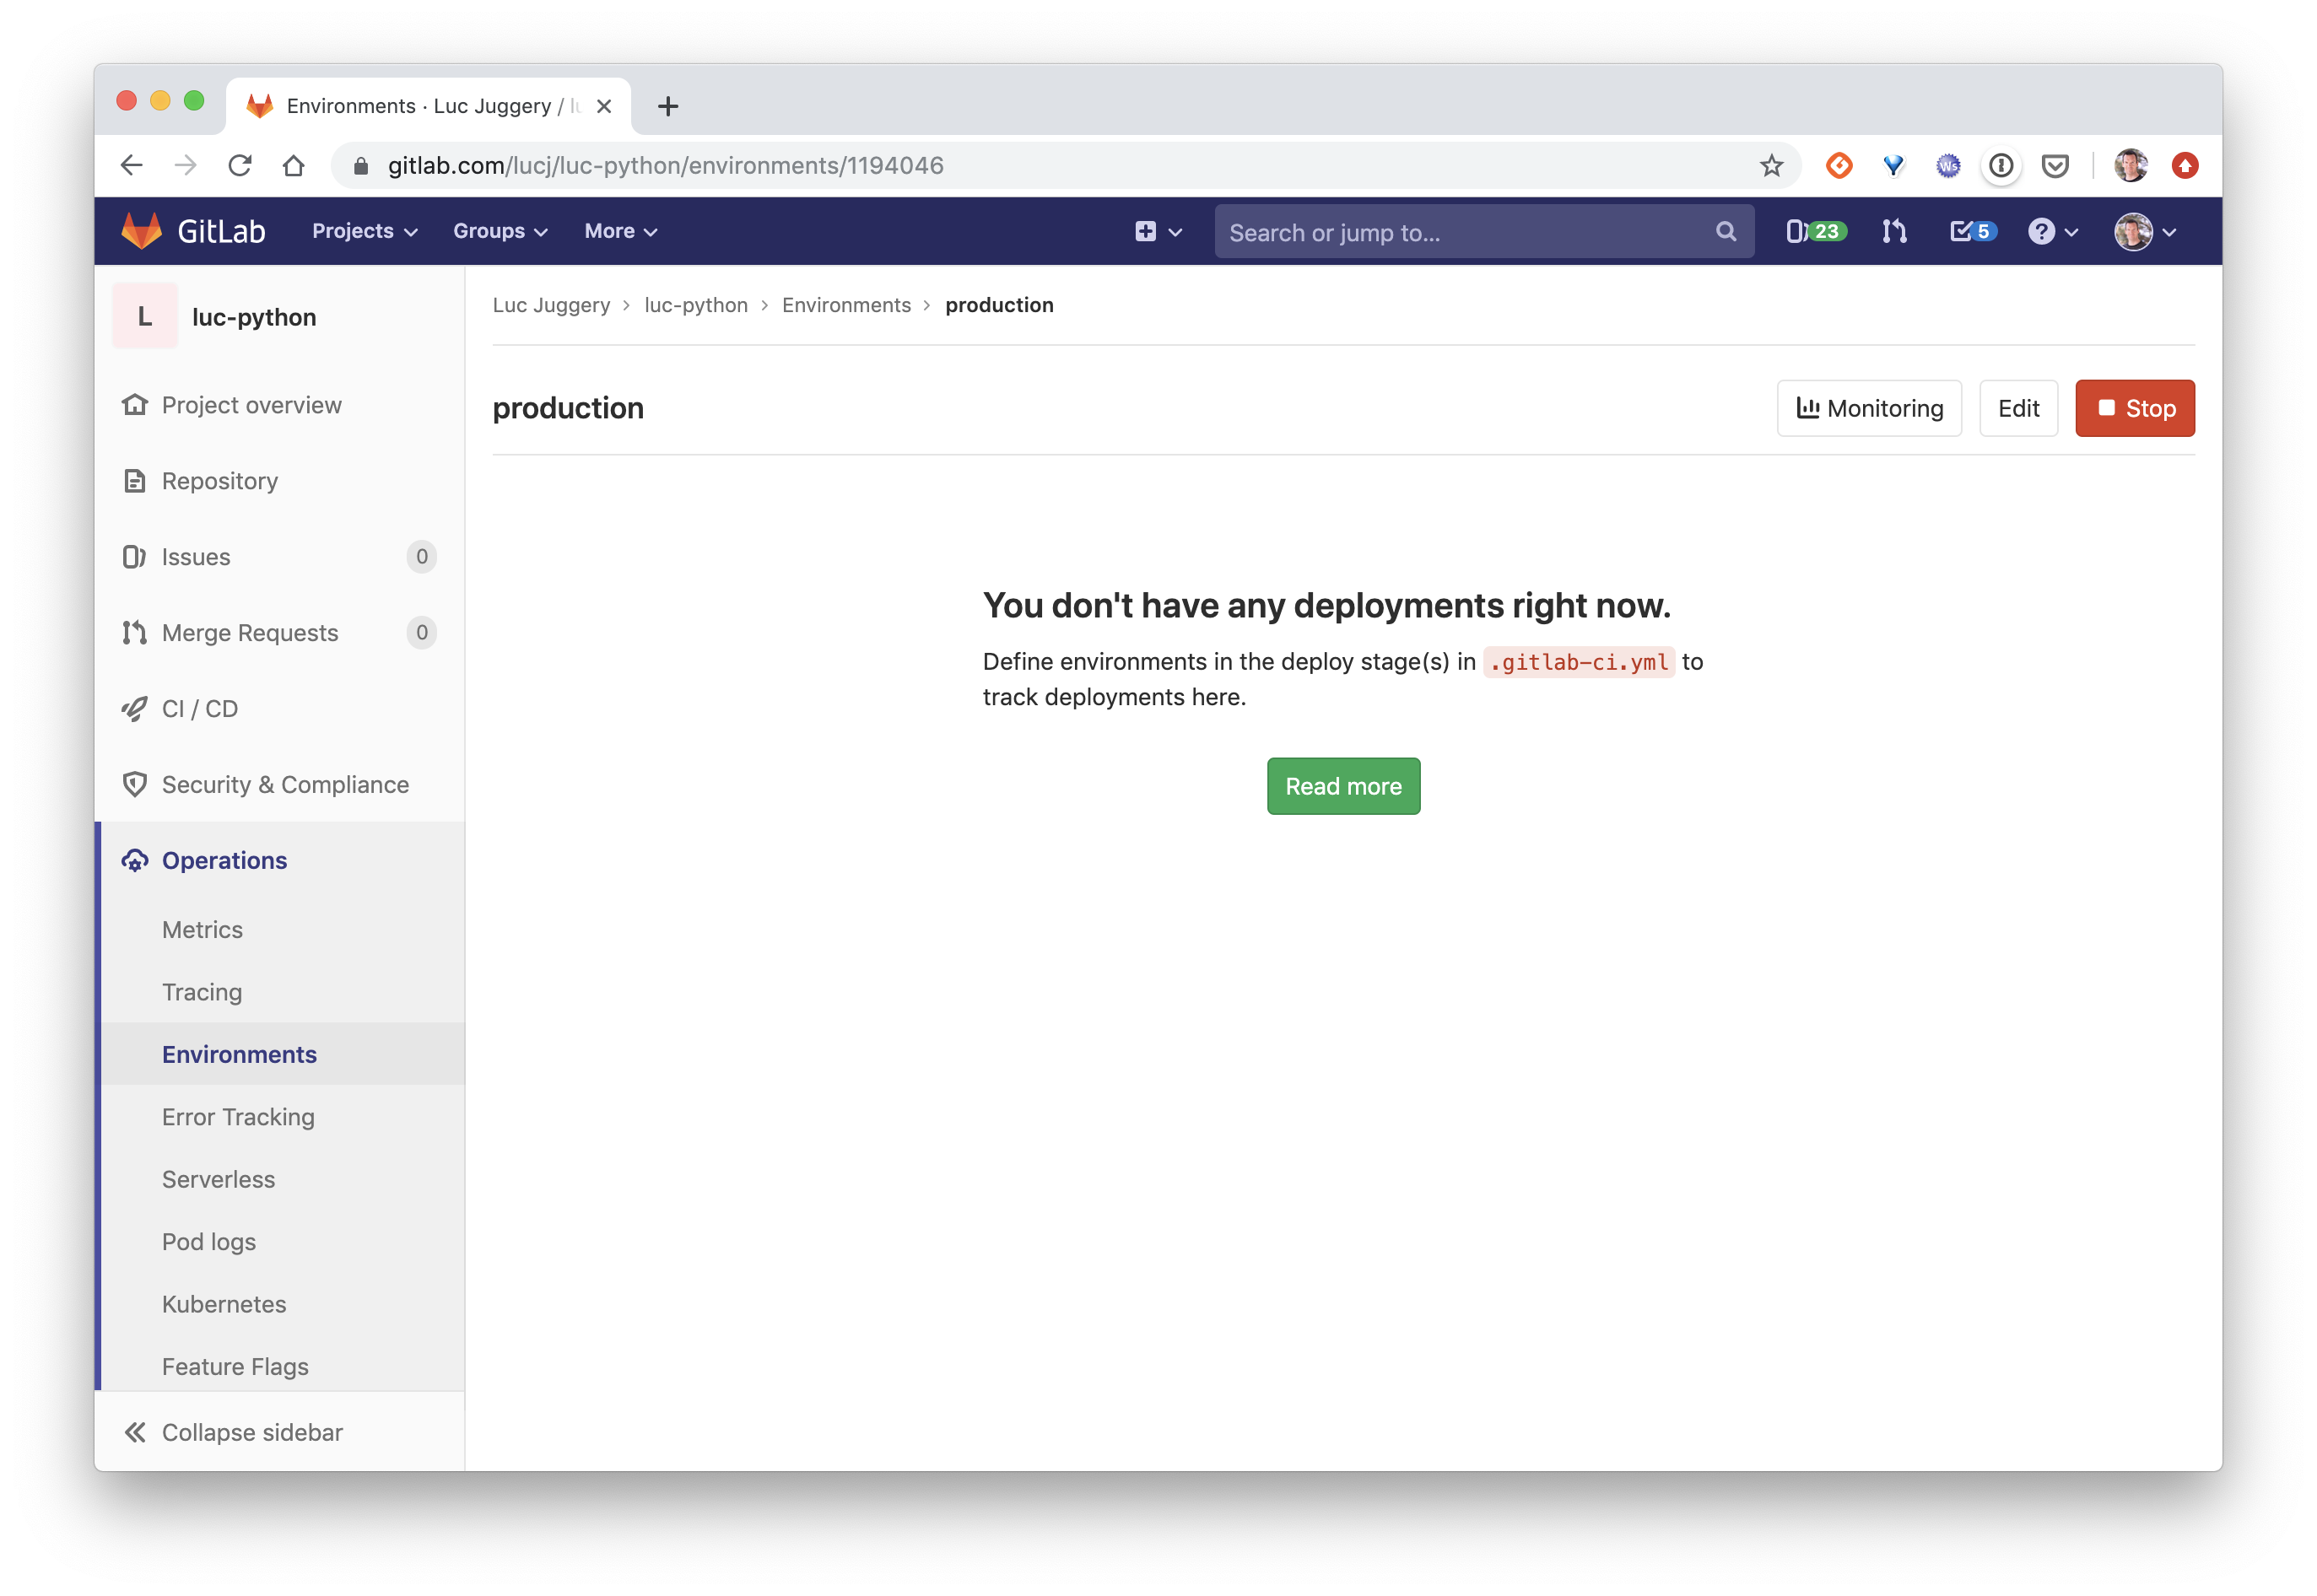 Environments · Luc Juggery /
gitlab.com/lucj/luc-python/environments/1194046
GitLab
Projects
Groups
More
Search or jump to...
23
5
L
luc-python
Project overview
Repository
Issues
0
Merge Requests
0
CI / CD
Security & Compliance
Operations
Metrics
Tracing
Environments
Error Tracking
Serverless
Pod logs
Kubernetes
Feature Flags
Collapse sidebar
Luc Juggery > luc-python > Environments > production
production
Monitoring
Edit
Stop
You don't have any deployments right now.
Define environments in the deploy stage(s) in .gitlab-ci.yml to
track deployments here.
Read more